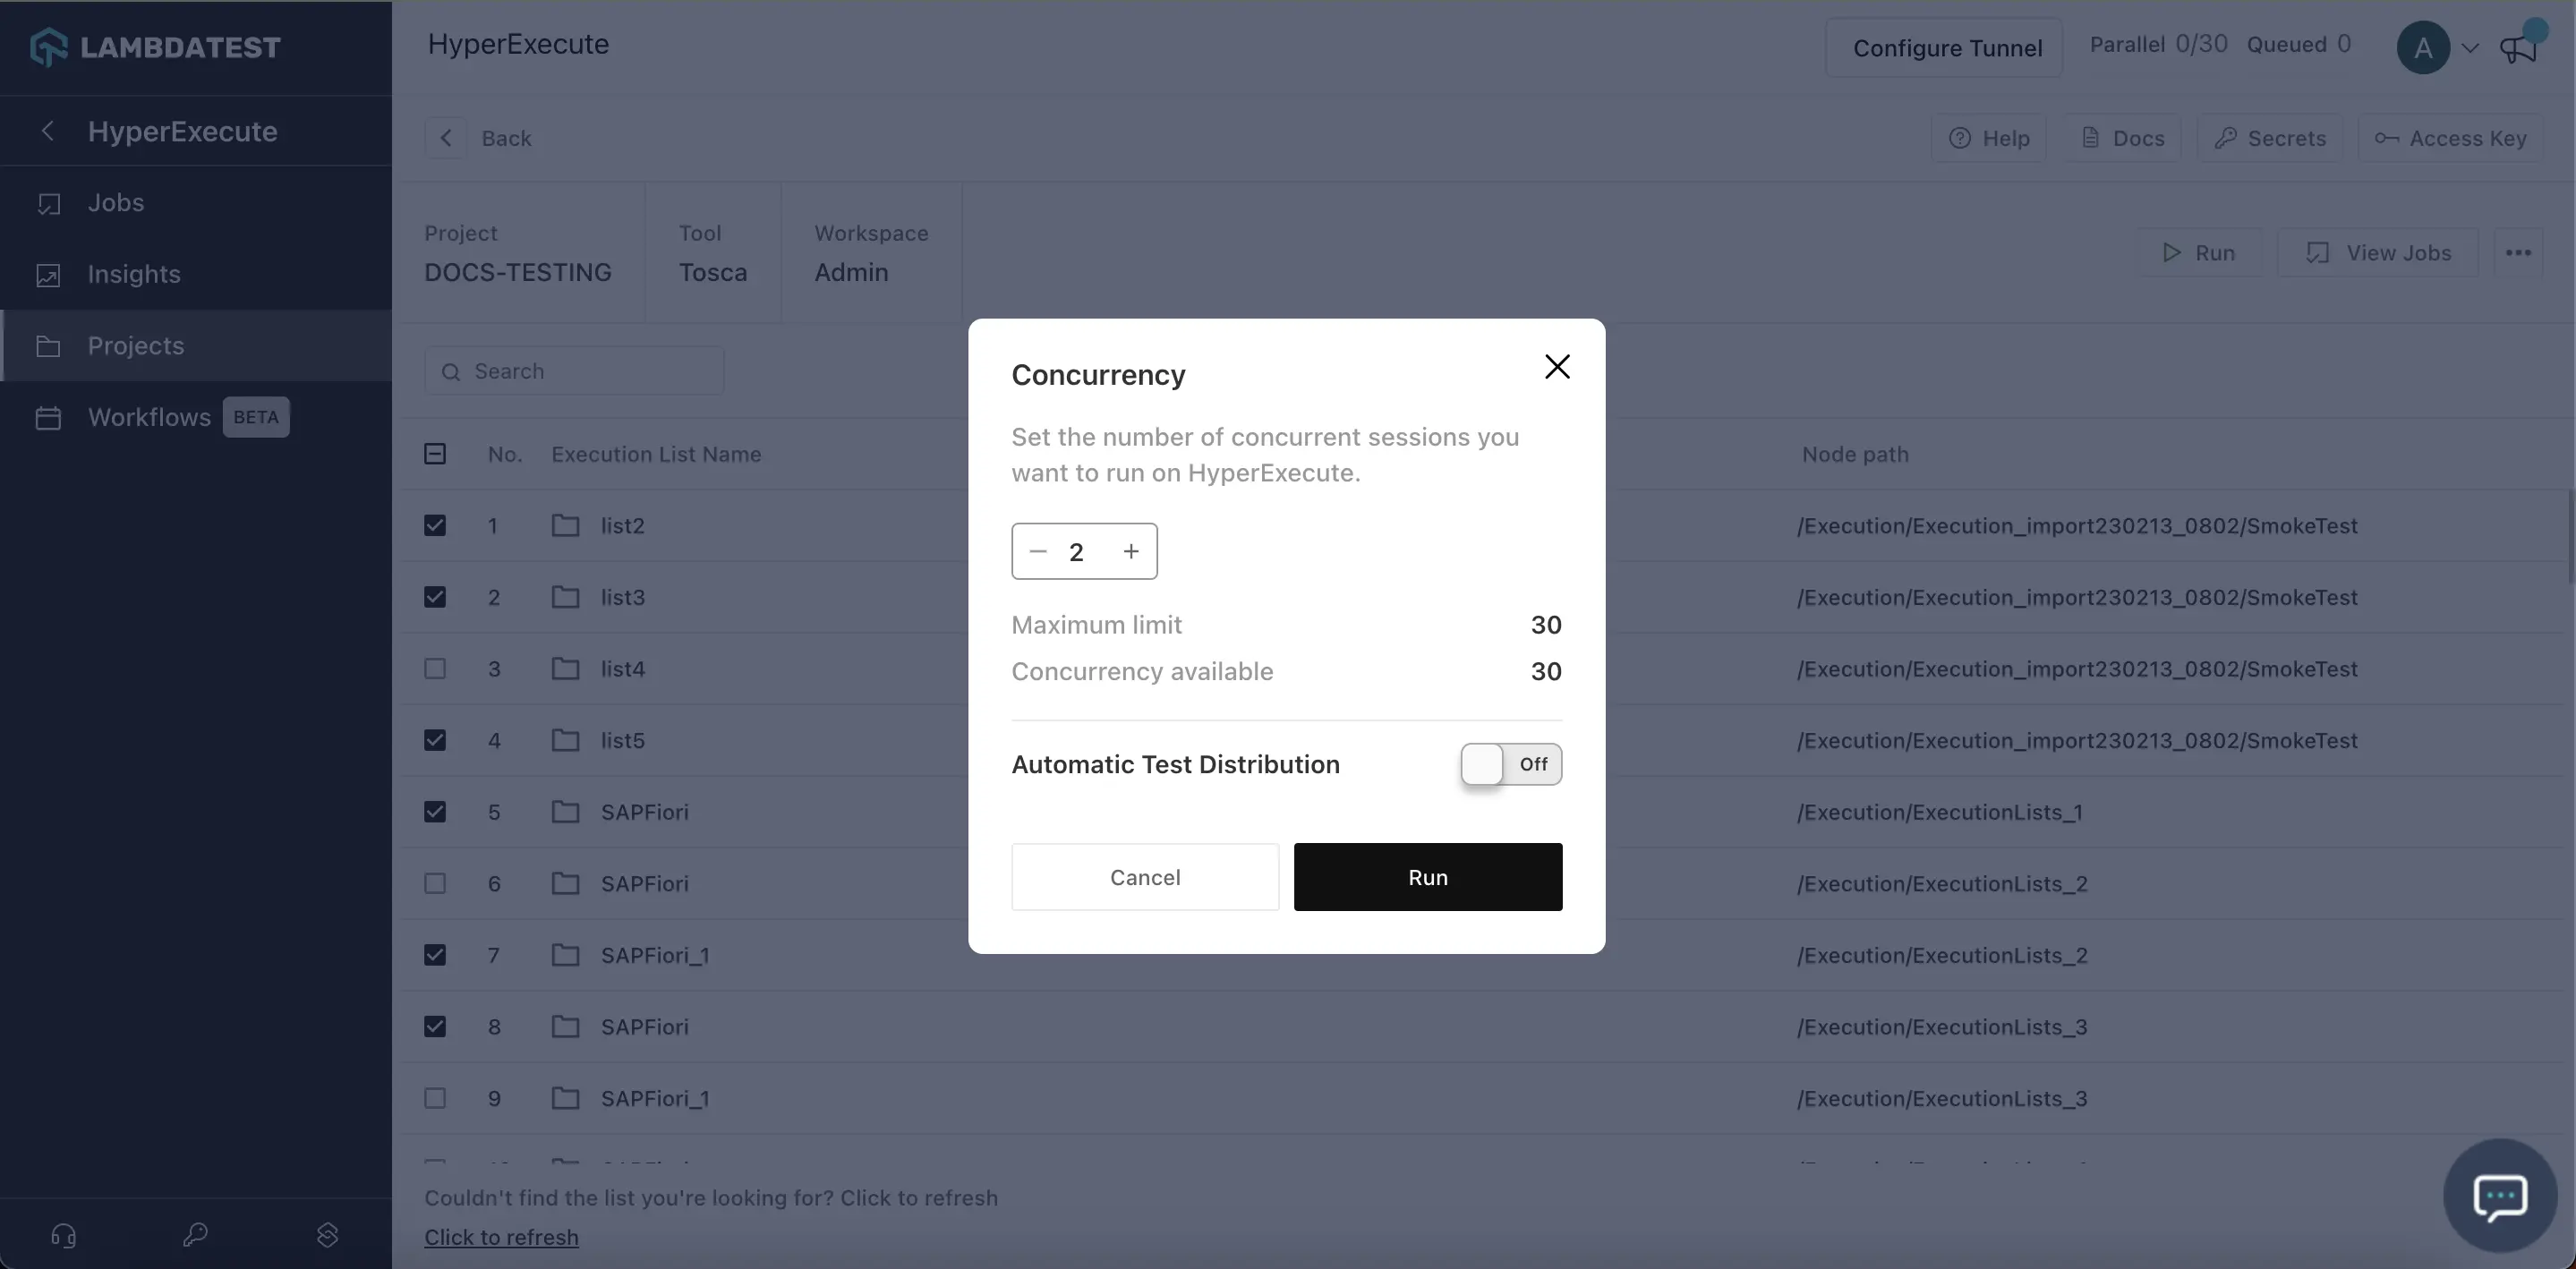 LAMBDATEST
HyperExecute
Configure Tunnel
Parallel 0/30 Queued 0
A
HyperExecute
Jobs
Insights
Projects
Workflows BETA
Back
Help
Docs
Secrets
Access Key
Project
DOCS-TESTING
Tool
Tosca
Workspace
Admin
Run
View Jobs
Search
No. Execution List Name Node path
1 list2 /Execution/Execution_import230213_0802/SmokeTest
2 list3 /Execution/Execution_import230213_0802/SmokeTest
3 list4 /Execution/Execution_import230213_0802/SmokeTest
4 list5 /Execution/Execution_import230213_0802/SmokeTest
5 SAPFiori /Execution/ExecutionLists_1
6 SAPFiori /Execution/ExecutionLists_2
7 SAPFiori_1 /Execution/ExecutionLists_2
8 SAPFiori /Execution/ExecutionLists_3
9 SAPFiori_1 /Execution/ExecutionLists_3
Couldn't find the list you're looking for? Click to refresh
Click to refresh
Concurrency
Set the number of concurrent sessions you
want to run on HyperExecute.
− 2 +
Maximum limit 30
Concurrency available 30
Automatic Test Distribution Off
Cancel
Run